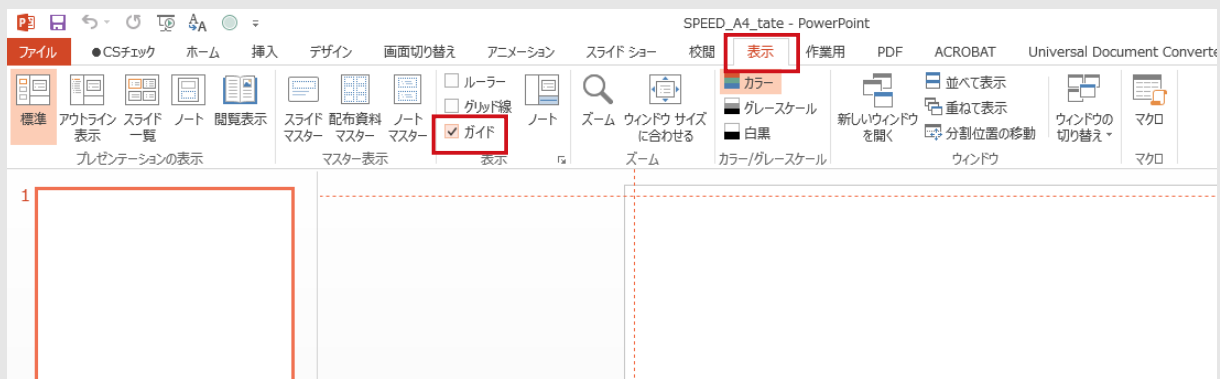 SPEED_A4_tate - PowerPoint
ファイル ●CSチェック ホーム 挿入 デザイン 画面切り替え アニメーション スライド ショー 校閲 表示 作業用 PDF ACROBAT Universal Document Converte
標準 アウトライン表示 スライド一覧 ノート 閲覧表示
プレゼンテーションの表示
スライドマスター 配布資料マスター ノートマスター
マスター表示
ルーラー
グリッド線
ガイド
ノート
表示
ズーム ウィンドウ サイズに合わせる
ズーム
カラー
グレースケール
白黒
カラー/グレースケール
新しいウィンドウを開く
並べて表示
重ねて表示
分割位置の移動
ウィンドウの切り替え
ウィンドウ
マクロ
マクロ
1